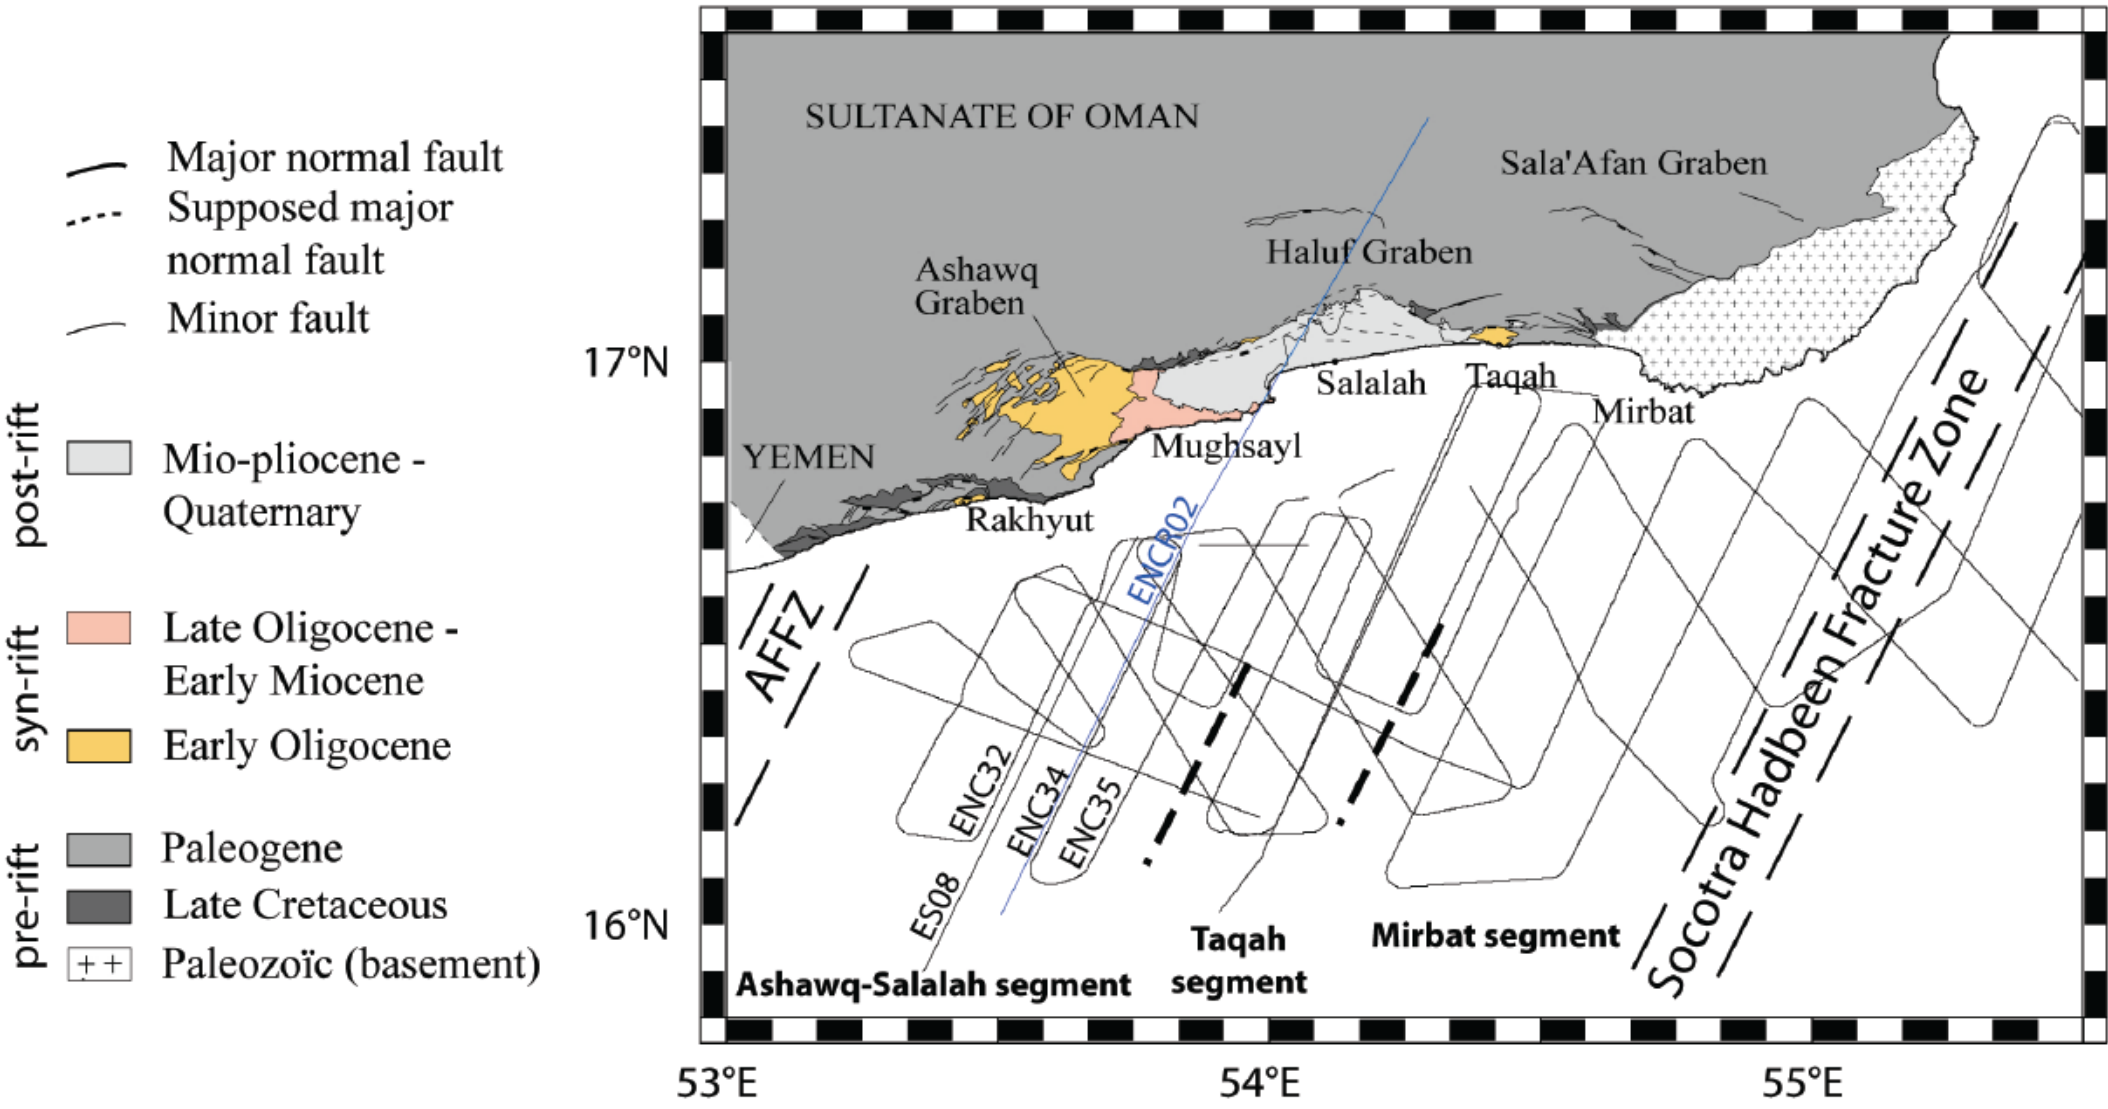 Major normal fault
Supposed major
normal fault
Minor fault
post-rift
Mio-pliocene -
Quaternary
syn-rift
Late Oligocene -
Early Miocene
Early Oligocene
pre-rift
Paleogene
Late Cretaceous
++
Paleozoïc (basement)
SULTANATE OF OMAN
Sala'Afan Graben
Haluf Graben
Ashawq
Graben
17°N
Salalah
Taqah
Mirbat
Mughsayl
YEMEN
Rakhyut
ENCR02
AFFZ
ENC32
ENC34
ENC35
ES08
Socotra Hadbeen Fracture Zone
16°N
Taqah
segment
Mirbat segment
Ashawq-Salalah segment
53°E
54°E
55°E